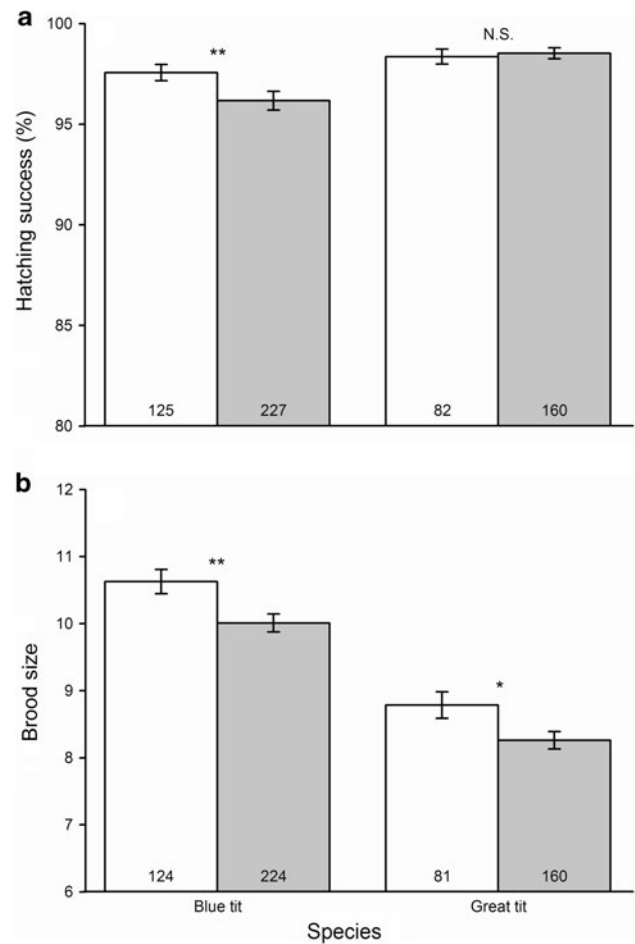 a
Hatching success (%)
100
95
90
85
80
**
N.S.
125
227
82
160
b
Brood size
12
11
10
9
8
7
6
**
*
124
224
81
160
Blue tit
Great tit
Species